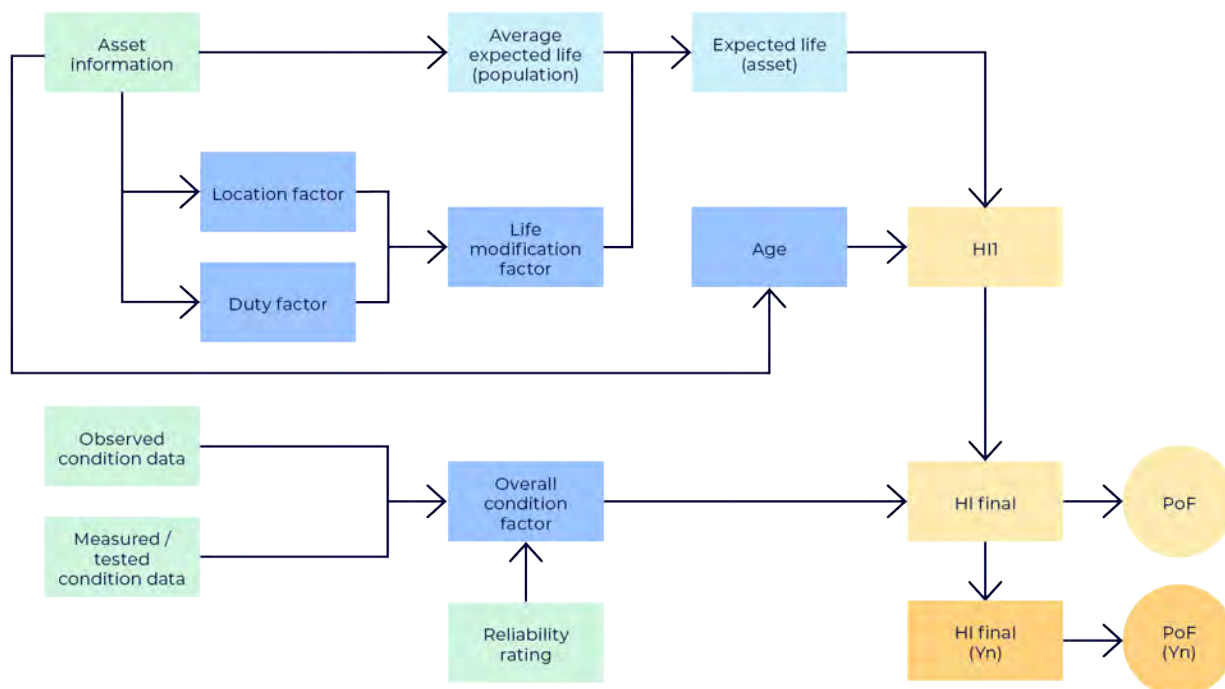 Asset
information
Average
expected life
(population)
Expected life
(asset)
Location factor
Duty factor
Life
modification
factor
Age
HI1
Observed
condition data
Measured /
tested
condition data
Overall
condition
factor
Reliability
rating
HI final
PoF
HI final
(Yn)
PoF
(Yn)